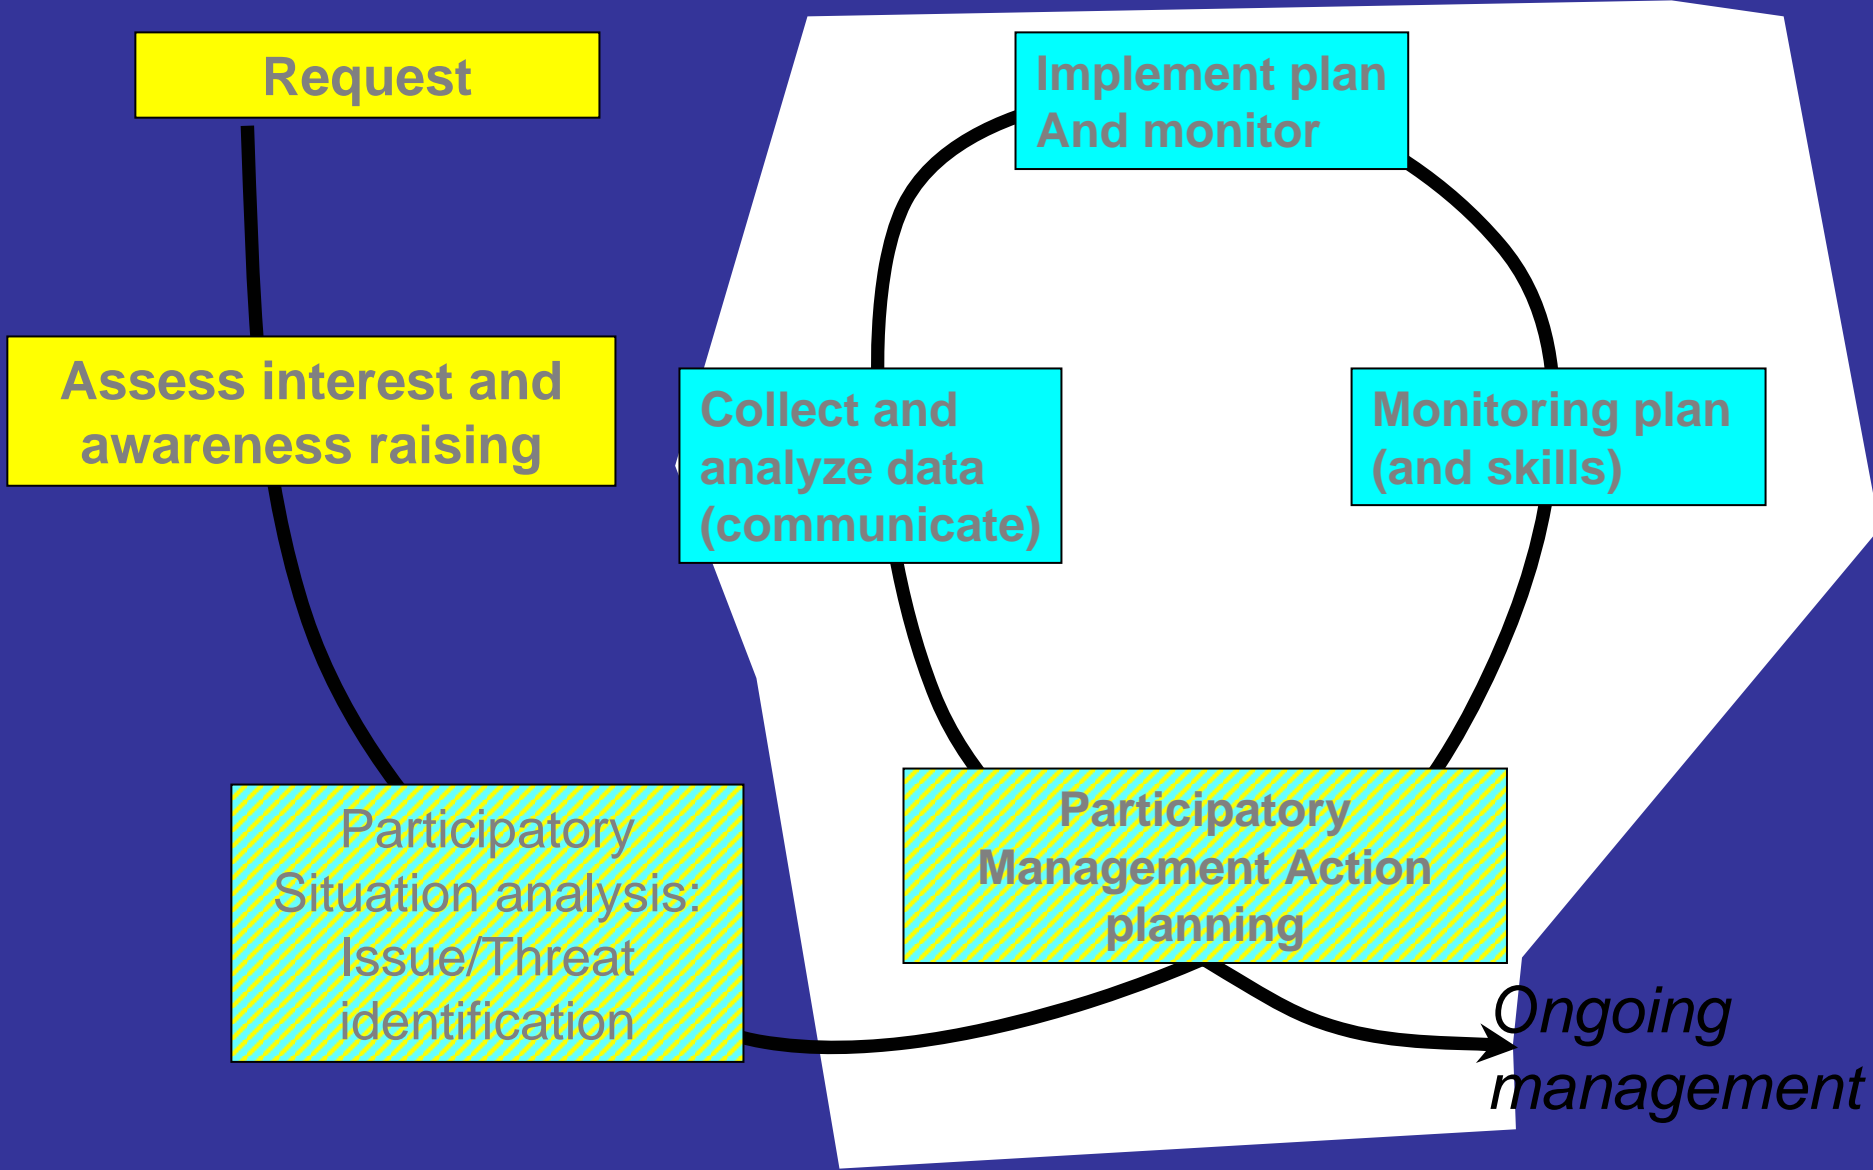 Request
Assess interest and
awareness raising
Participatory
Situation analysis:
Issue/Threat
identification
Implement plan
And monitor
Collect and
analyze data
(communicate)
Monitoring plan
(and skills)
Participatory
Management Action
planning
Ongoing
management